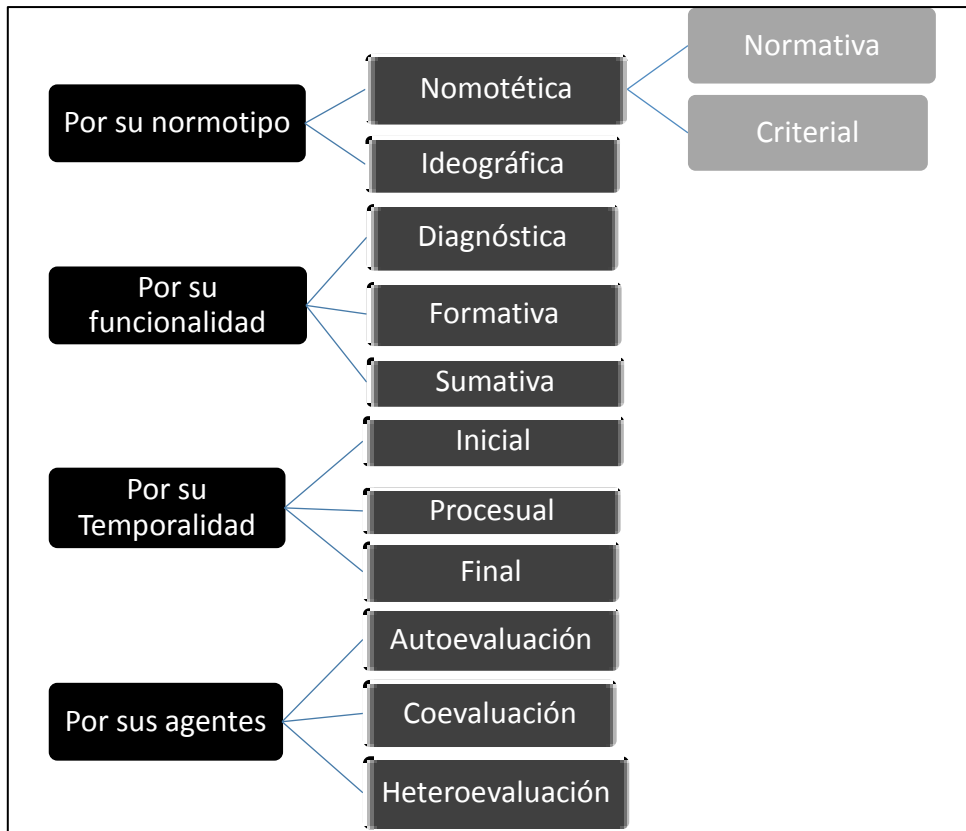 Por su normotipo
Nomotética
Normativa
Criterial
Ideográfica
Por su
funcionalidad
Diagnóstica
Formativa
Sumativa
Por su
Temporalidad
Inicial
Procesual
Final
Por sus agentes
Autoevaluación
Coevaluación
Heteroevaluación